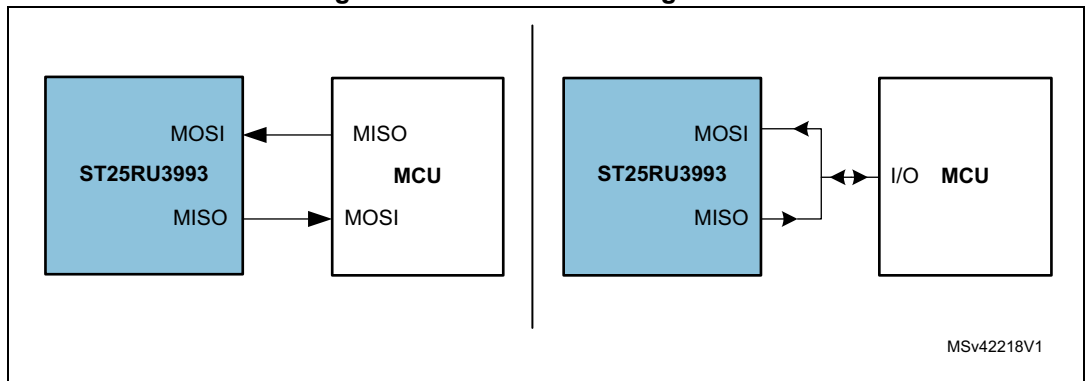 MOSI
MISO
ST25RU3993
MCU
MISO
MOSI
MOSI
ST25RU3993
I/O MCU
MISO
MSv42218V1